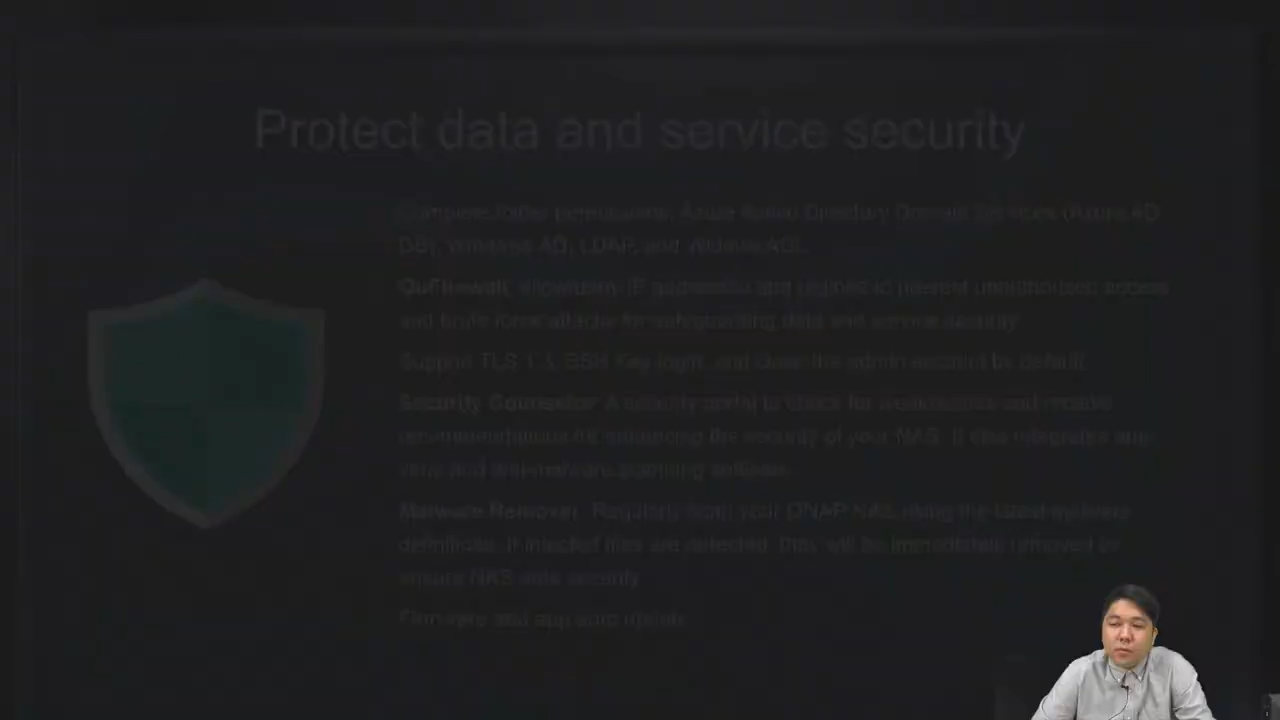 Protect data and service security
Complete folder permissions: Azure Active Directory Domain Services (Azure AD
DS), Windows AD, LDAP, and Widows ACL
QuFirewall: allow/deny IP addresses and regions to prevent unauthorized access
and brute force attacks for safeguarding data and service security
Support TLS 1.3, SSH Key login, and close the admin account by default
Security Counselor: A security portal to check for weaknesses and receive
recommendations for enhancing the security of your NAS. It also integrates anti-
virus and anti-malware scanning software.
Malware Remover: Regularly scan your QNAP NAS using the latest malware
definitions. If infected files are detected, they will be immediately removed to
ensure NAS data security
Firmware and app auto update